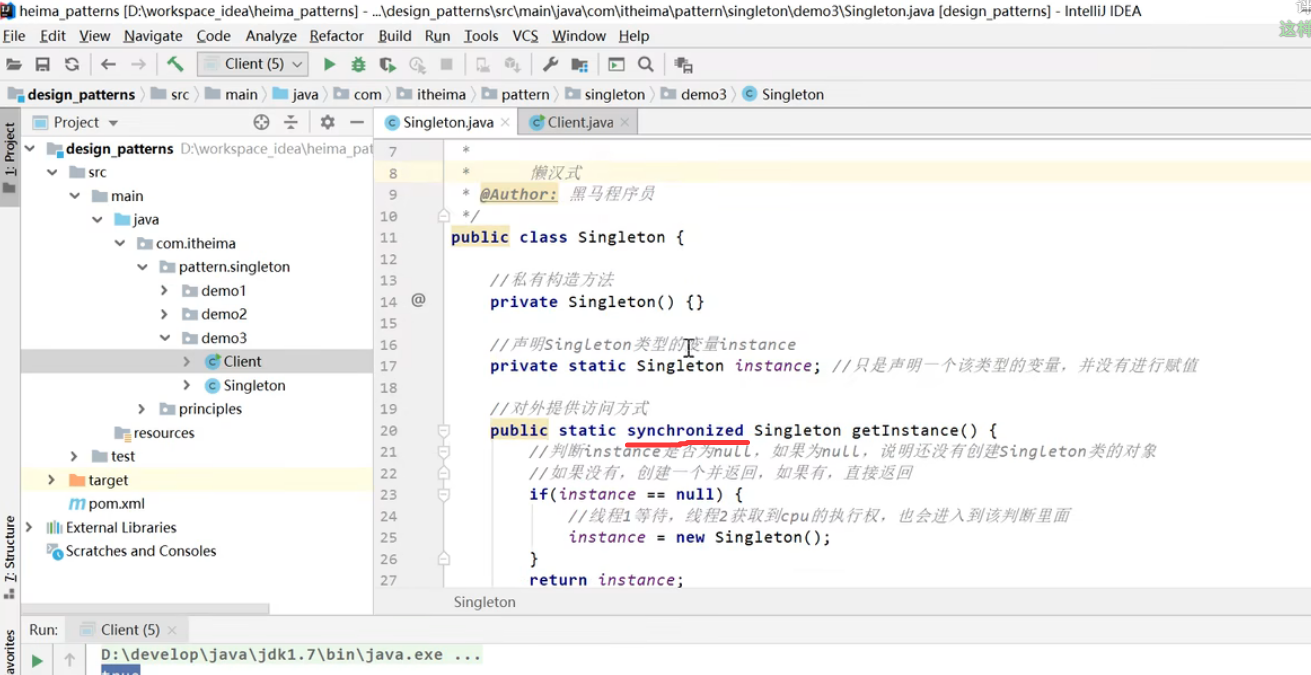 heima_patterns [D:\workspace_idea\heima_patterns] - ...\design_patterns\src\main\java\com\itheima\pattern\singleton\demo3\Singleton.java [design_patterns] - IntelliJ IDEA
File Edit View Navigate Code Analyze Refactor Build Run Tools VCS Window Help
这样
Client (5)
design_patterns src main java com itheima pattern singleton demo3 Singleton
1: Project
Project
Singleton.java
Client.java
design_patterns D:\workspace_idea\heima_pat
src
main
java
com.itheima
pattern.singleton
demo1
demo2
demo3
Client
Singleton
principles
resources
test
target
pom.xml
External Libraries
Scratches and Consoles
7 *
8 * 懒汉式
9 * @Author: 黑马程序员
10 */
11 public class Singleton {
12
13 //私有构造方法
14 @ private Singleton() {}
15
16 //声明Singleton类型的变量instance
17 private static Singleton instance; //只是声明一个该类型的变量，并没有进行赋值
18
19 //对外提供访问方式
20 public static synchronized Singleton getInstance() {
21 //判断instance是否为null，如果为null，说明还没有创建Singleton类的对象
22 //如果没有，创建一个并返回，如果有，直接返回
23 if(instance == null) {
24 //线程1等待，线程2获取到cpu的执行权，也会进入到该判断里面
25 instance = new Singleton();
26 }
27 return instance;
Singleton
7: Structure
avorites
Run: Client (5)
D:\develop\java\jdk1.7\bin\java.exe ...
true